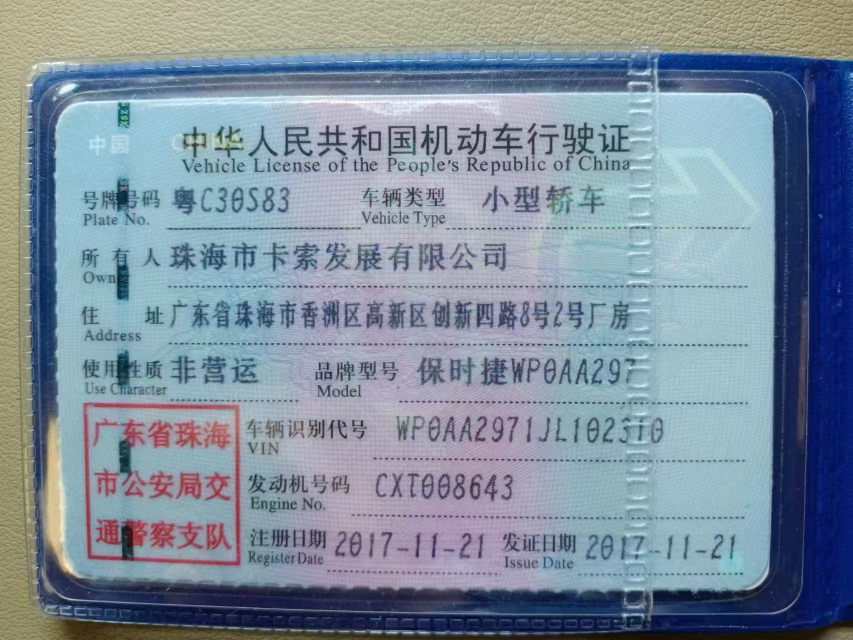 中国
中华人民共和国机动车行驶证
Vehicle License of the People's Republic of China
号牌号码 粤C30S83 车辆类型 小型轿车
Plate No. Vehicle Type
所有人 珠海市卡索发展有限公司
Owner
住址 广东省珠海市香洲区高新区创新四路8号2号厂房
Address
使用性质 非营运 品牌型号 保时捷WP0AA297
Use Character Model
广东省珠海
市公安局交
通警察支队
车辆识别代号 WP0AA2971JL102310
VIN
发动机号码 CXT008643
Engine No.
注册日期 2017-11-21 发证日期 2017-11-21
Register Date Issue Date